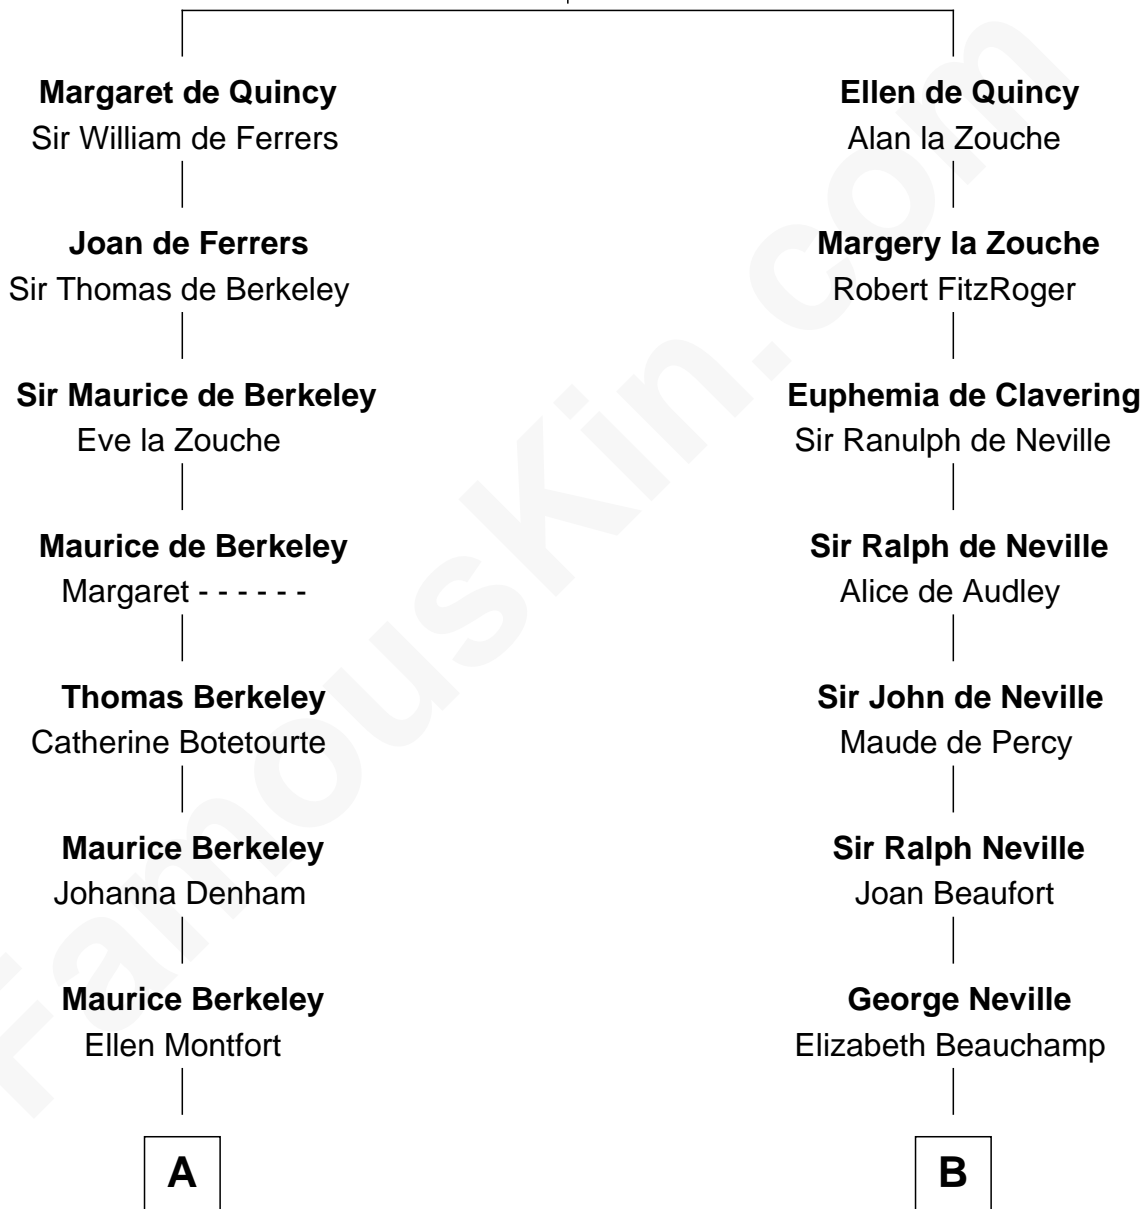 Margaret de Quincy
Sir William de Ferrers
Joan de Ferrers
Sir Thomas de Berkeley
Sir Maurice de Berkeley
Eve la Zouche
Maurice de Berkeley
Margaret - - - - - -
Thomas Berkeley
Catherine Botetourte
Maurice Berkeley
Johanna Denham
Maurice Berkeley
Ellen Montfort
A
Ellen de Quincy
Alan la Zouche
Margery la Zouche
Robert FitzRoger
Euphemia de Clavering
Sir Ranulph de Neville
Sir Ralph de Neville
Alice de Audley
Sir John de Neville
Maude de Percy
Sir Ralph Neville
Joan Beaufort
George Neville
Elizabeth Beauchamp
B
FamousKin.com